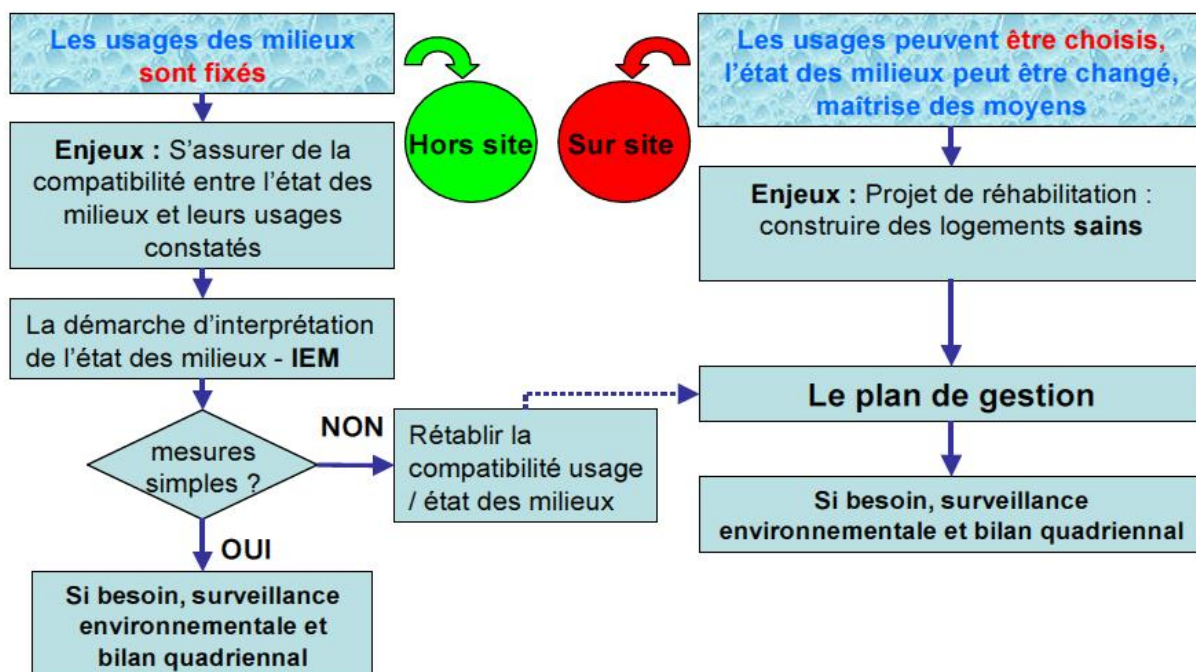 Les usages des milieux
sont fixés
Enjeux : S'assurer de la
compatibilité entre l'état des
milieux et leurs usages
constatés
La démarche d'interprétation
de l'état des milieux - IEM
mesures
simples ?
NON
Rétablir la
compatibilité usage
/ état des milieux
OUI
Si besoin, surveillance
environnementale et
bilan quadriennal
Hors site
Sur site
Les usages peuvent être choisis,
l'état des milieux peut être changé,
maîtrise des moyens
Enjeux : Projet de réhabilitation :
construire des logements sains
Le plan de gestion
Si besoin, surveillance
environnementale et bilan quadriennal